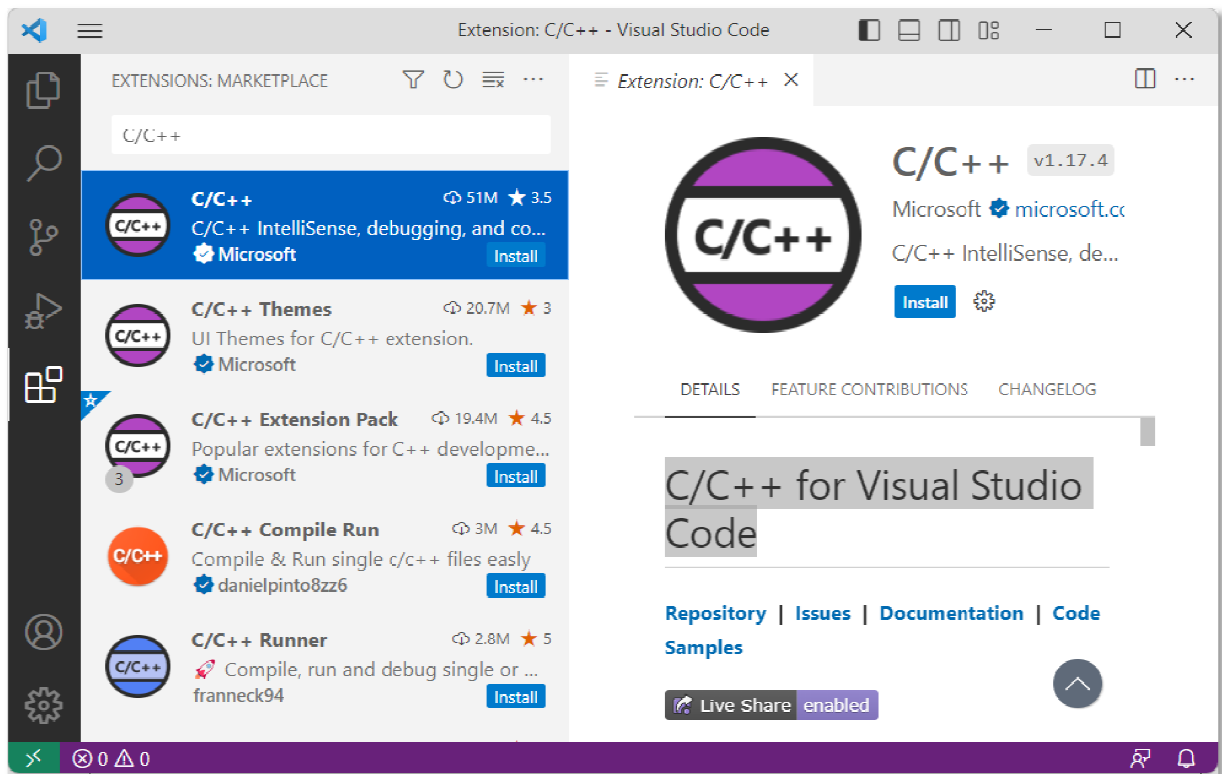 Extension: C/C++ - Visual Studio Code
EXTENSIONS: MARKETPLACE
C/C++
C/C++
C/C++ 51M 3.5
C/C++ IntelliSense, debugging, and co...
Microsoft Install
C/C++
C/C++ Themes 20.7M 3
UI Themes for C/C++ extension.
Microsoft Install
C/C++
3
C/C++ Extension Pack 19.4M 4.5
Popular extensions for C++ developme...
Microsoft Install
C/C++
C/C++ Compile Run 3M 4.5
Compile & Run single c/c++ files easly
danielpinto8zz6 Install
C/C++
C/C++ Runner 2.8M 5
🚀 Compile, run and debug single or ...
franneck94 Install
Extension: C/C++
C/C++
C/C++ v1.17.4
Microsoft microsoft.cc
C/C++ IntelliSense, de...
Install
DETAILS FEATURE CONTRIBUTIONS CHANGELOG
C/C++ for Visual Studio
Code
Repository | Issues | Documentation | Code
Samples
Live Share enabled
0 0